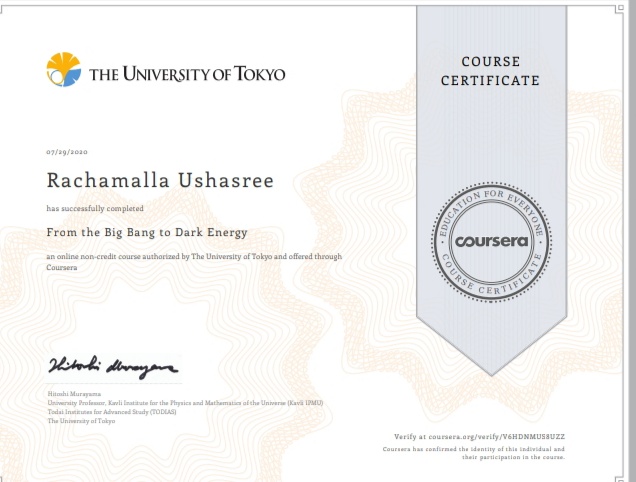 THE UNIVERSITY OF TOKYO
COURSE
CERTIFICATE
07/29/2020
Rachamalla Ushasree
has successfully completed
From the Big Bang to Dark Energy
an online non-credit course authorized by The University of Tokyo and offered through
Coursera
EDUCATION FOR EVERYONE
coursera
COURSE CERTIFICATE
Hitoshi Murayama
Hitoshi Murayama
University Professor, Kavli Institute for the Physics and Mathematics of the Universe (Kavli IPMU)
Todai Institutes for Advanced Study (TODIAS)
The University of Tokyo
Verify at coursera.org/verify/V6HDNMUS8UZZ
Coursera has confirmed the identity of this individual and
their participation in the course.